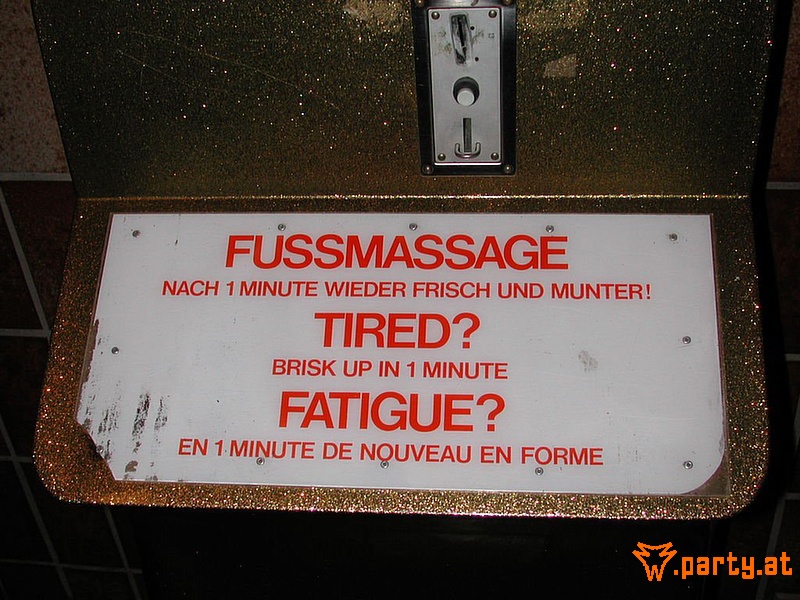 FUSSMASSAGE
NACH 1 MINUTE WIEDER FRISCH UND MUNTER!
TIRED?
BRISK UP IN 1 MINUTE
FATIGUE?
EN 1 MINUTE DE NOUVEAU EN FORME
W.party.at